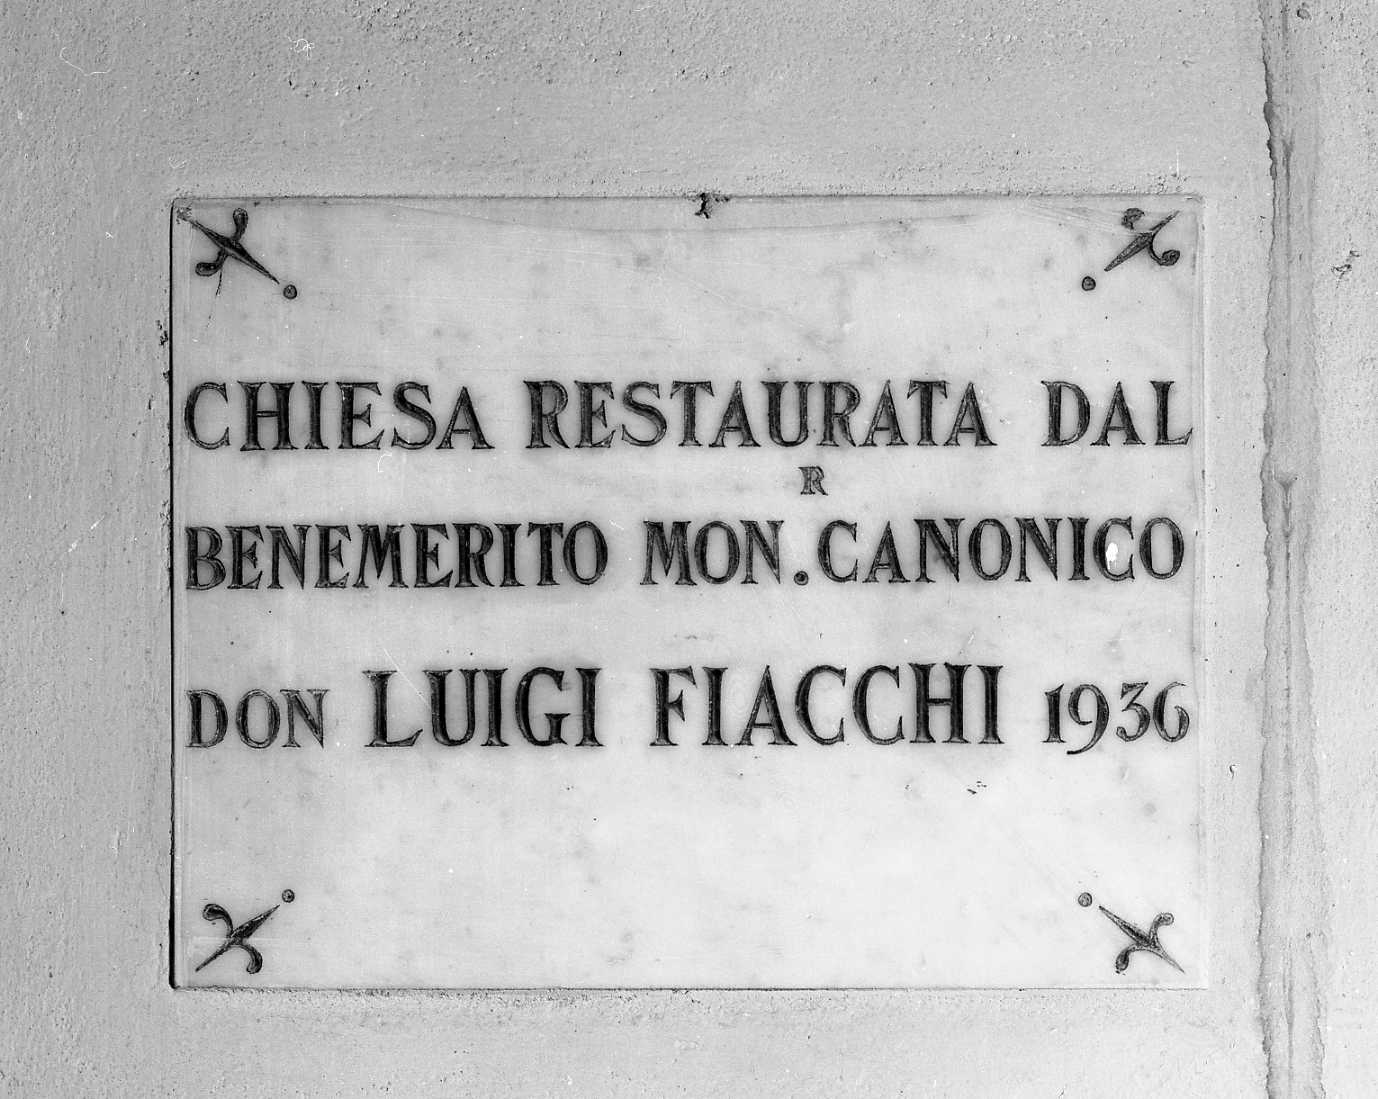 CHIESA RESTAURATA DAL
BENEMERITO MON.R CANONICO
DON LUIGI FIACCHI 1936